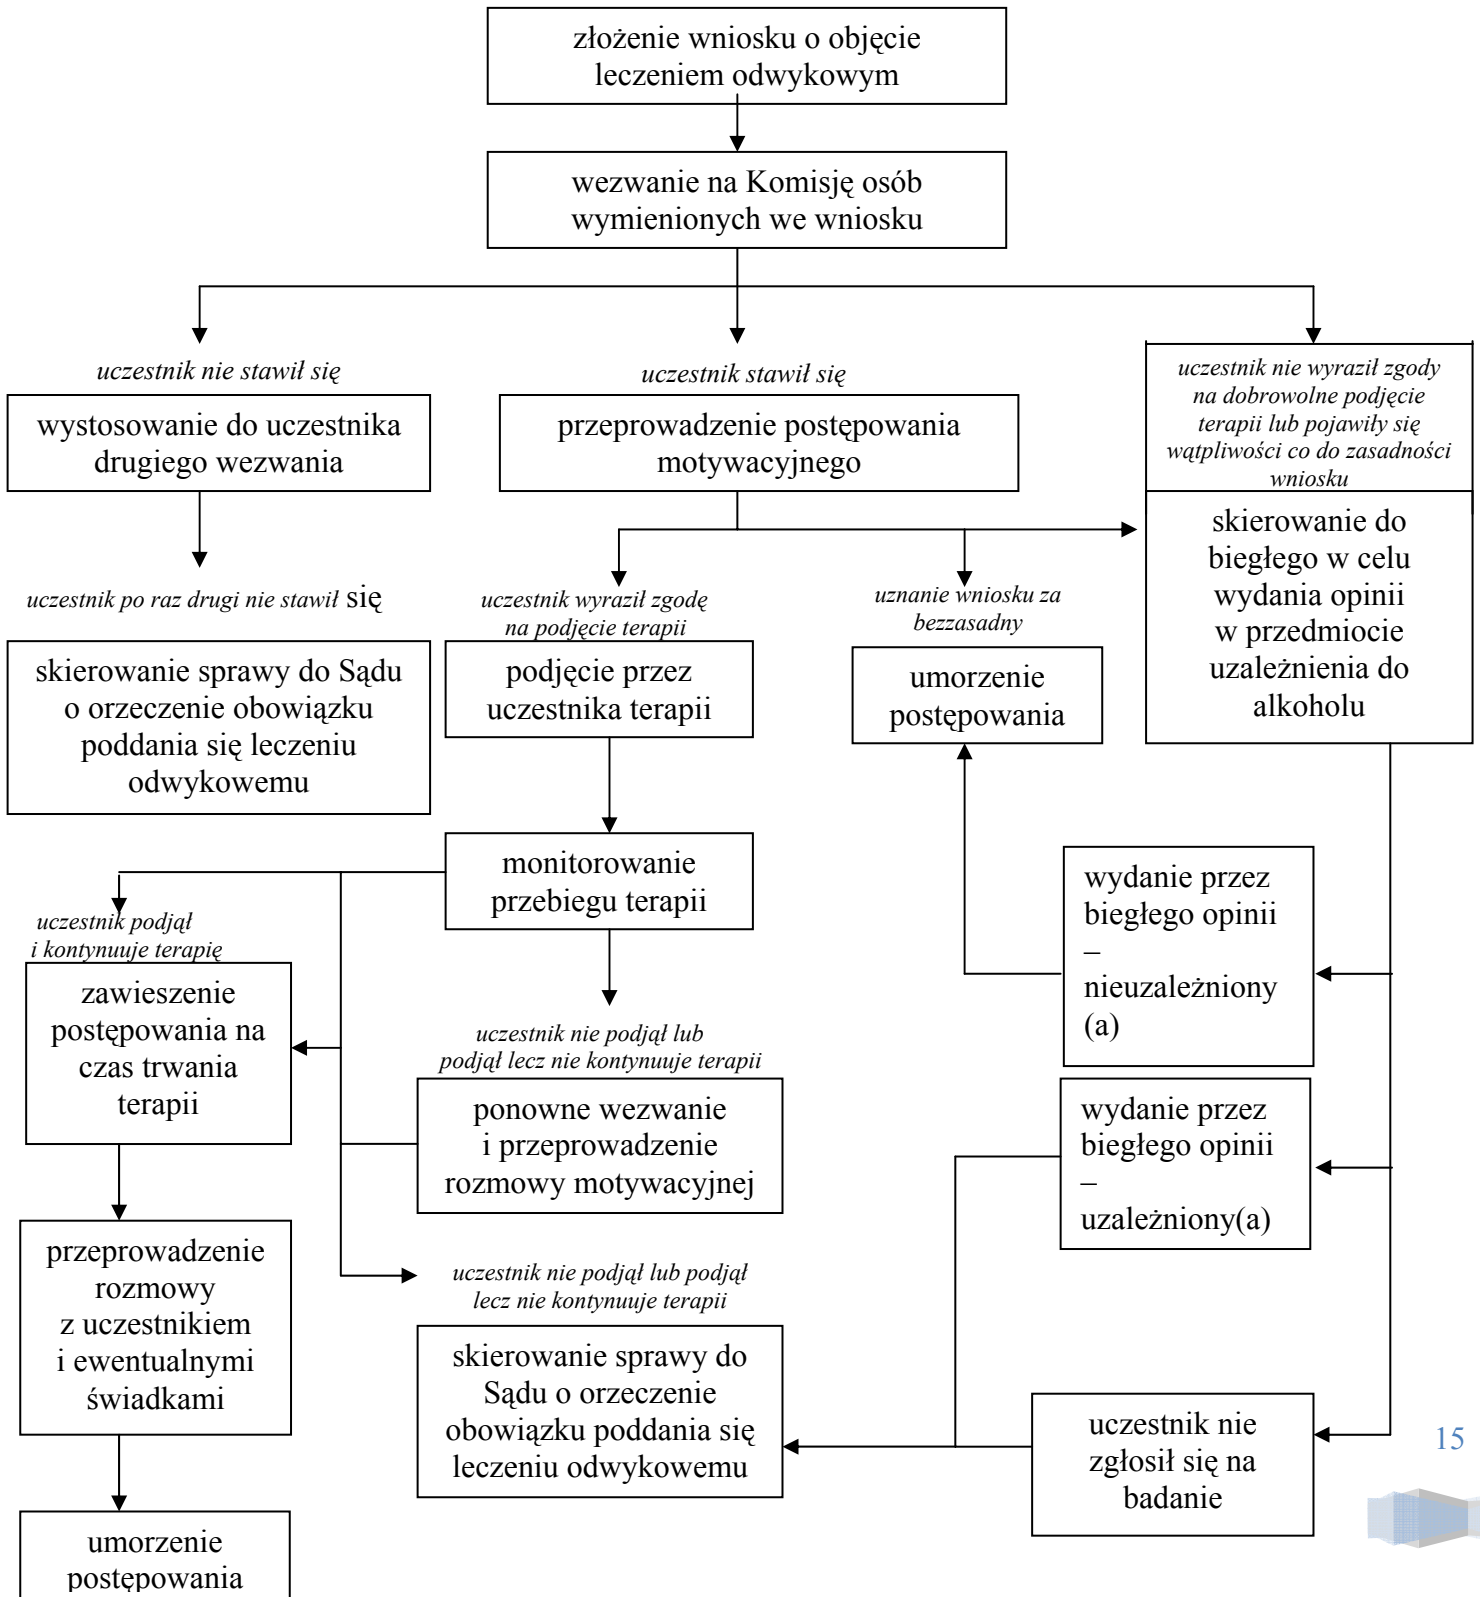 złożenie wniosku o objęcie
leczeniem odwykowym
wezwanie na Komisję osób
wymienionych we wniosku
uczestnik nie stawił się
wystosowanie do uczestnika
drugiego wezwania
uczestnik stawił się
przeprowadzenie postępowania
motywacyjnego
uczestnik nie wyraził zgody
na dobrowolne podjęcie
terapii lub pojawiły się
wątpliwości co do zasadności
wniosku
skierowanie do
biegłego w celu
wydania opinii
w przedmiocie
uzależnienia do
alkoholu
uczestnik po raz drugi nie stawił się
skierowanie sprawy do Sądu
o orzeczenie obowiązku
poddania się leczeniu
odwykowemu
uczestnik wyraził zgodę
na podjęcie terapii
podjęcie przez
uczestnika terapii
uznanie wniosku za
bezzasadny
umorzenie
postępowania
monitorowanie
przebiegu terapii
wydanie przez
biegłego opinii
–
nieuzależniony
(a)
uczestnik podjął
i kontynuuje terapię
zawieszenie
postępowania na
czas trwania
terapii
uczestnik nie podjął lub
podjął lecz nie kontynuuje terapii
ponowne wezwanie
i przeprowadzenie
rozmowy motywacyjnej
wydanie przez
biegłego opinii
–
uzależniony(a)
przeprowadzenie
rozmowy
z uczestnikiem
i ewentualnymi
świadkami
uczestnik nie podjął lub podjął
lecz nie kontynuuje terapii
skierowanie sprawy do
Sądu o orzeczenie
obowiązku poddania się
leczeniu odwykowemu
uczestnik nie
zgłosił się na
badanie
15
umorzenie
postępowania